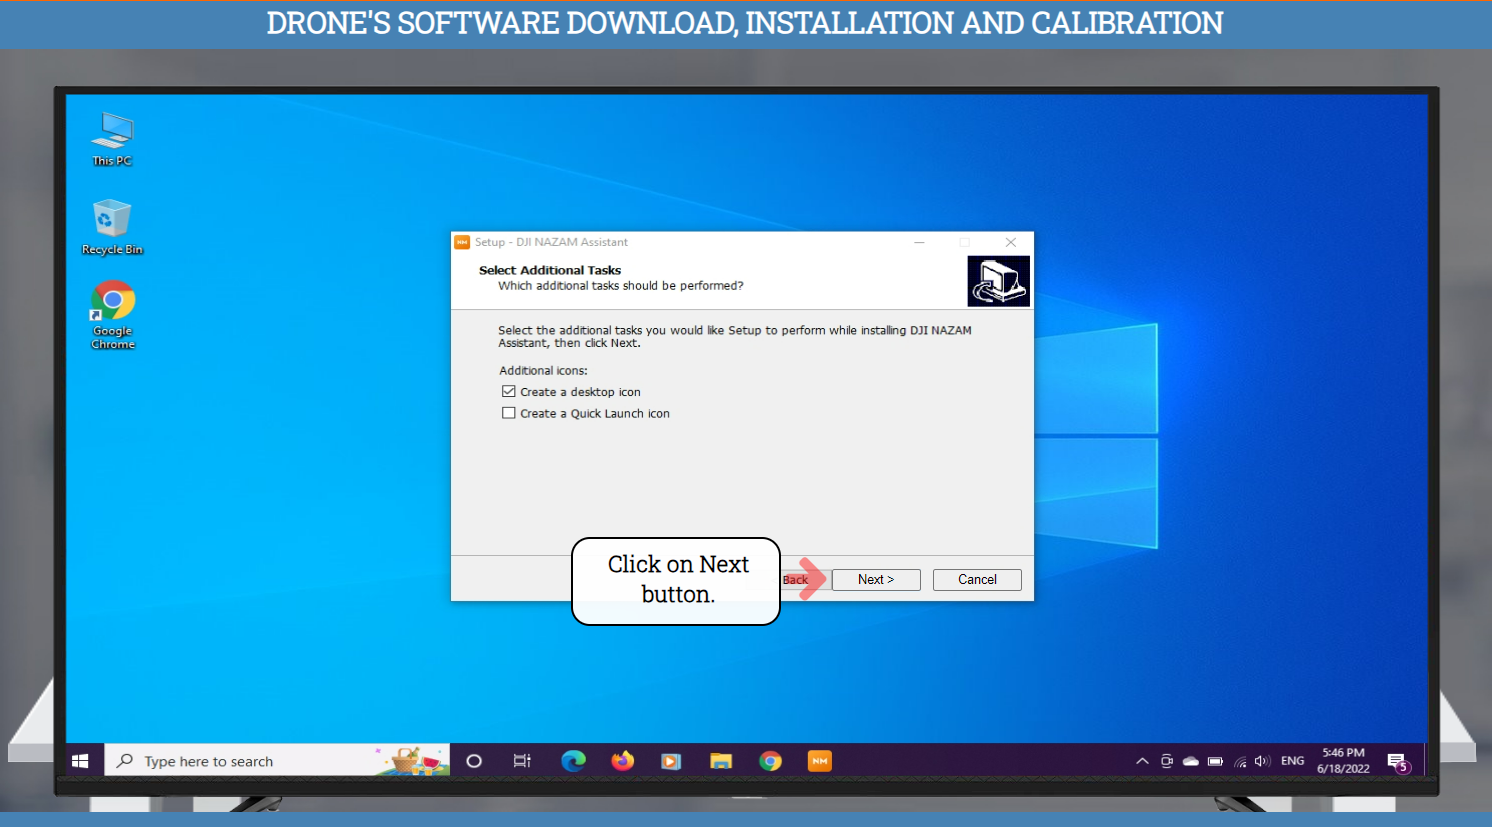 DRONE'S SOFTWARE DOWNLOAD, INSTALLATION AND CALIBRATION
This PC
Recycle Bin
Google
Chrome
NM
Setup - DJI NAZAM Assistant
Select Additional Tasks
Which additional tasks should be performed?
Select the additional tasks you would like Setup to perform while installing DJI NAZAM
Assistant, then click Next.
Additional icons:
Create a desktop icon
Create a Quick Launch icon
Click on Next
button.
Back
Next >
Cancel
Type here to search
NM
ENG
5:46 PM
6/18/2022
5